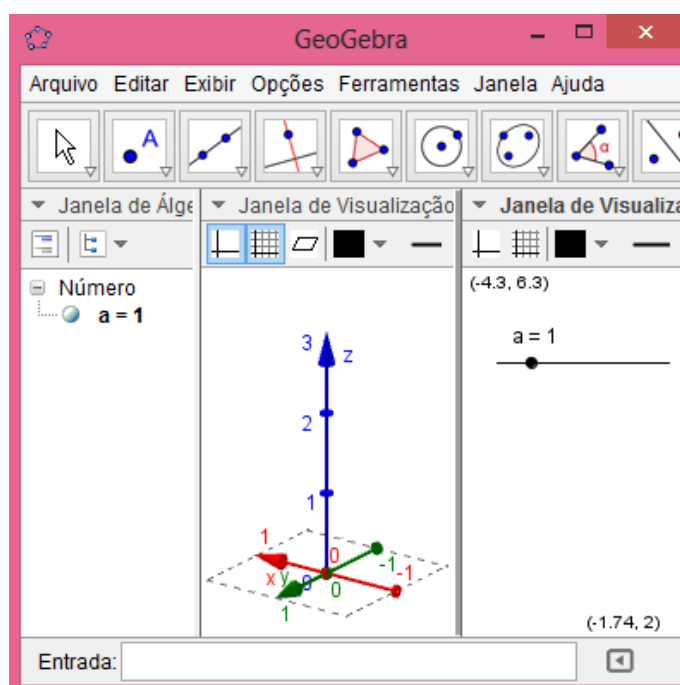 GeoGebra
Arquivo Editar Exibir Opções Ferramentas Janela Ajuda
A
α
Janela de Álge
Janela de Visualização
Janela de Visualiza
Número
a = 1
(-4.3, 6.3)
a = 1
3
z
2
1
1
0
-1
-1
x
y
0
0
1
(-1.74, 2)
Entrada: